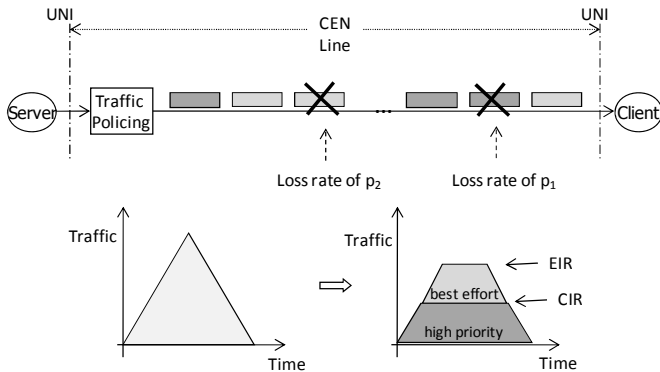 UNI
CEN
Line
UNI
Server
Traffic
Policing
...
Client
Loss rate of p2
Loss rate of p1
Traffic
Time
Traffic
EIR
best effort
CIR
high priority
Time